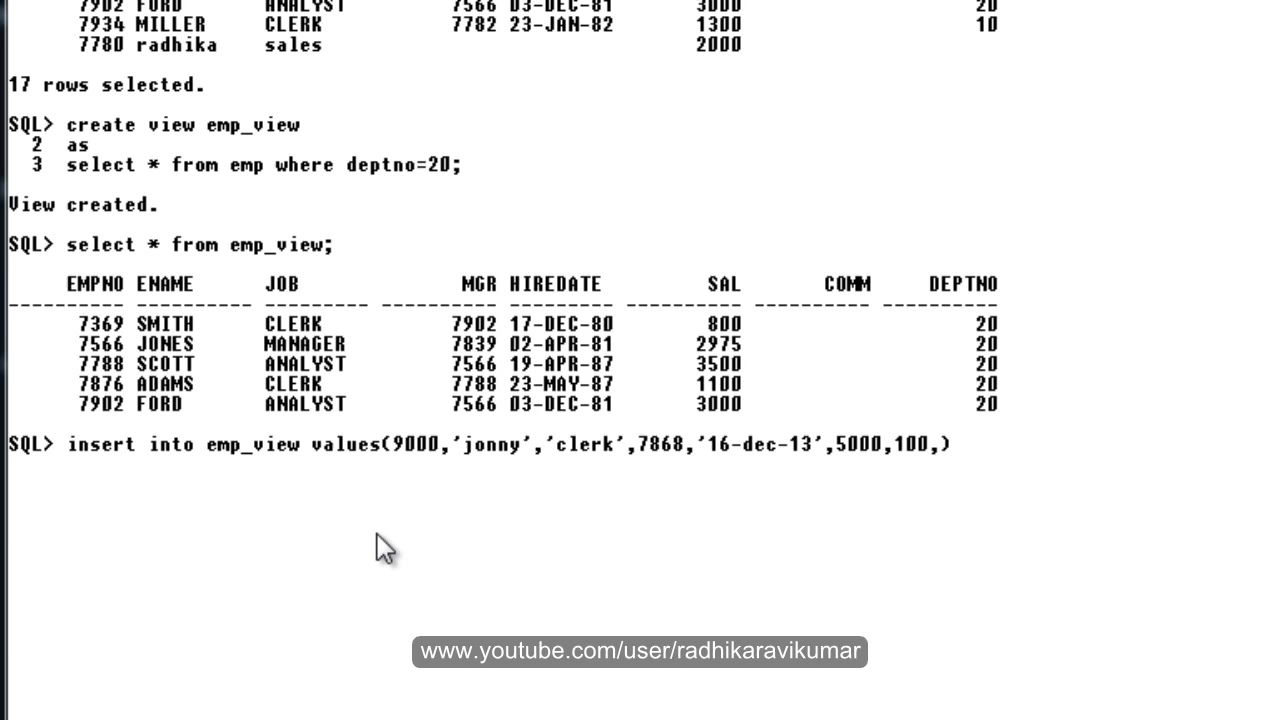 7902 FORD ANALYST 7566 03-DEC-81 3000 20
7934 MILLER CLERK 7782 23-JAN-82 1300 10
7780 radhika sales 2000
17 rows selected.
SQL> create view emp_view
2 as
3 select * from emp where deptno=20;
View created.
SQL> select * from emp_view;
EMPNO ENAME JOB MGR HIREDATE SAL COMM DEPTNO
---------- ---------- --------- ---------- --------- ---------- ---------- ----------
7369 SMITH CLERK 7902 17-DEC-80 800 20
7566 JONES MANAGER 7839 02-APR-81 2975 20
7788 SCOTT ANALYST 7566 19-APR-87 3500 20
7876 ADAMS CLERK 7788 23-MAY-87 1100 20
7902 FORD ANALYST 7566 03-DEC-81 3000 20
SQL> insert into emp_view values(9000,'jonny','clerk',7868,'16-dec-13',5000,100,)
www.youtube.com/user/radhikaravikumar